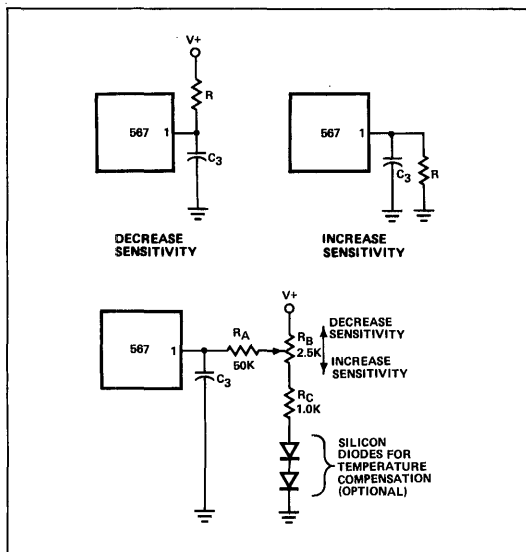 V+
R
567
1
C3
DECREASE
SENSITIVITY
567
1
C3
R
INCREASE
SENSITIVITY
V+
567
1
RA
50K
C3
RB
2.5K
DECREASE
SENSITIVITY
INCREASE
SENSITIVITY
RC
1.0K
SILICON
DIODES FOR
TEMPERATURE
COMPENSATION
(OPTIONAL)